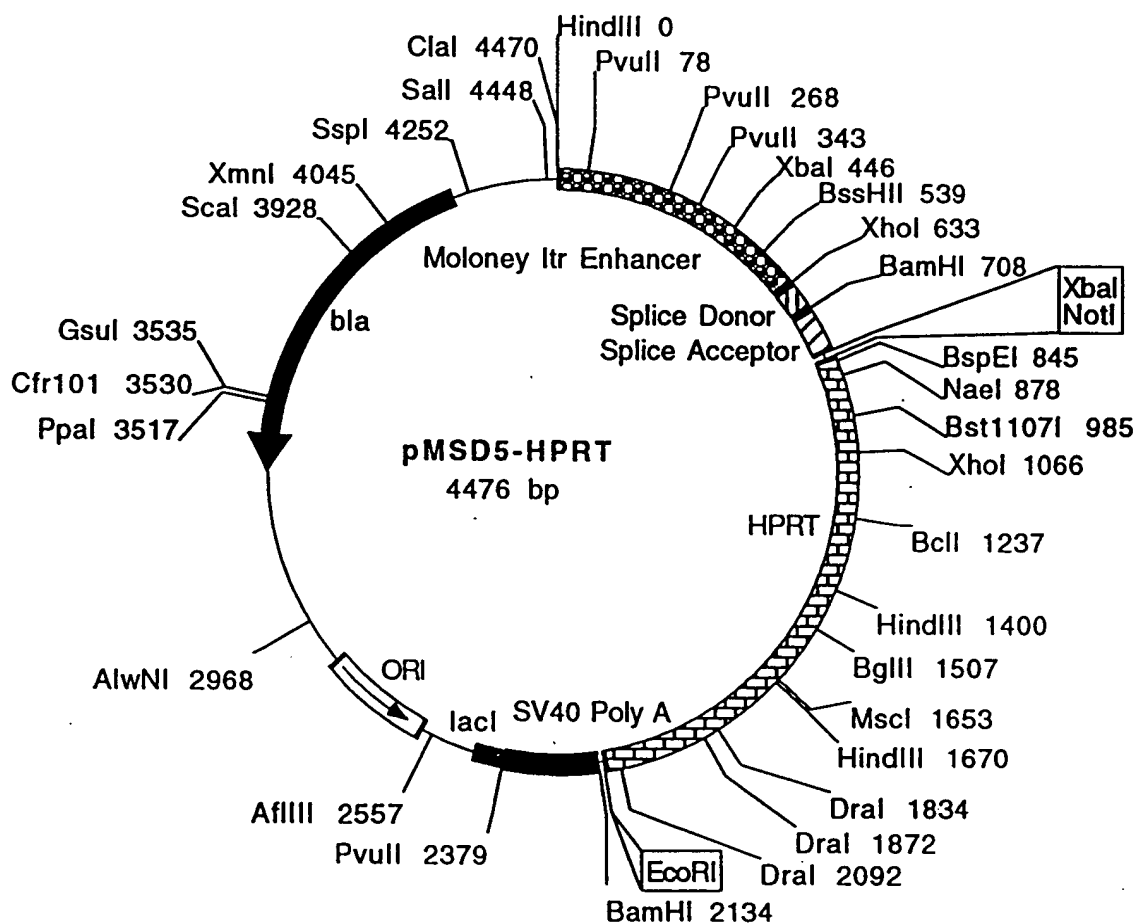 HindIII 0
ClaI 4470
PvuII 78
SalI 4448
PvuII 268
SspI 4252
PvuII 343
XmnI 4045
XbaI 446
ScaI 3928
BssHII 539
XhoI 633
Moloney ltr Enhancer
BamHI 708
XbaI
NotI
bla
Splice Donor
GsuI 3535
Splice Acceptor
BspEI 845
Cfr101 3530
NaeI 878
PpaI 3517
pMSD5-HPRT
Bst1107I 985
4476 bp
XhoI 1066
HPRT
BclI 1237
HindIII 1400
BglII 1507
AlwNI 2968
ORI
lacI
SV40 Poly A
MscI 1653
HindIII 1670
AflIII 2557
DraI 1834
PvuII 2379
DraI 1872
EcoRI
DraI 2092
BamHI 2134